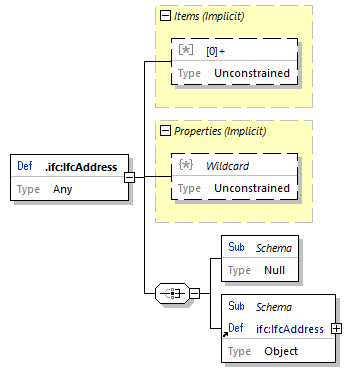 Items (Implicit)
[*] [0]+
Type Unconstrained
Properties (Implicit)
{*} Wildcard
Type Unconstrained
Def .ifc:IfcAddress
Type Any
Sub Schema
Type Null
Sub Schema
Def ifc:IfcAddress
Type Object